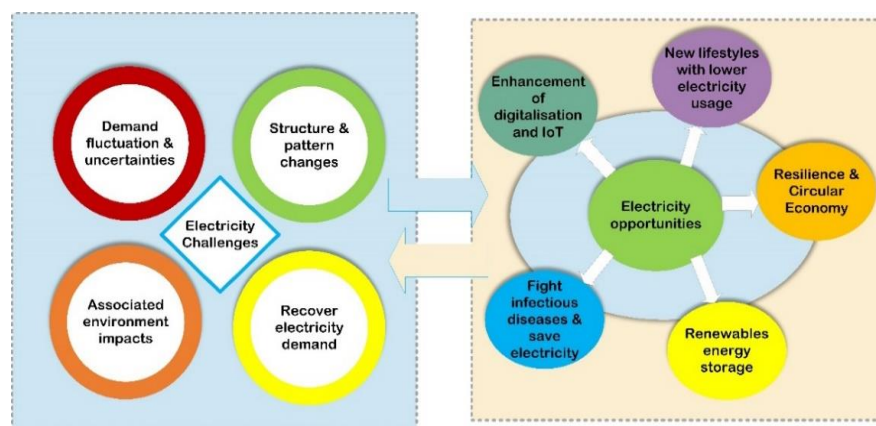 Demand
fluctuation &
uncertainties
Structure &
pattern
changes
Electricity
Challenges
Associated
environment
impacts
Recover
electricity
demand
Enhancement
of
digitalisation
and IoT
New lifestyles
with lower
electricity
usage
Resilience &
Circular
Economy
Electricity
opportunities
Fight
infectious
diseases &
save
electricity
Renewables
energy
storage